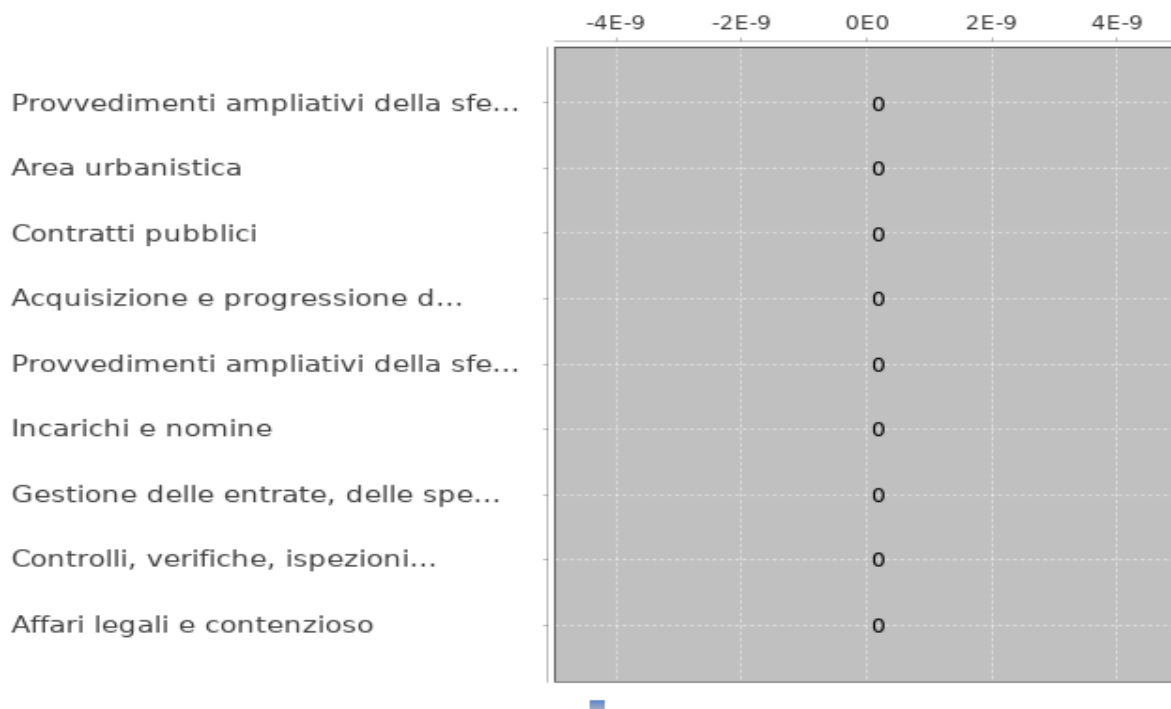 -4E-9 -2E-9 0E0 2E-9 4E-9
Provvedimenti ampliativi della sfe... 0
Area urbanistica 0
Contratti pubblici 0
Acquisizione e progressione d... 0
Provvedimenti ampliativi della sfe... 0
Incarichi e nomine 0
Gestione delle entrate, delle spe... 0
Controlli, verifiche, ispezioni... 0
Affari legali e contenzioso 0